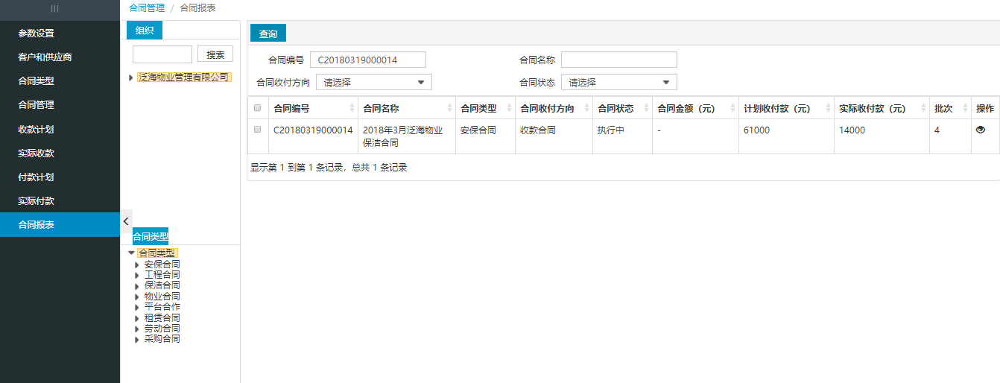 合同管理 / 合同报表
参数设置
客户和供应商
合同类型
合同管理
收款计划
实际收款
付款计划
实际付款
合同报表
组织
搜索
泛海物业管理有限公司
合同类型
合同类型
安保合同
工程合同
保洁合同
物业合同
平台合作
租赁合同
劳动合同
采购合同
查询
合同编号 C20180319000014 合同名称
合同收付方向 请选择 合同状态 请选择
合同编号 合同名称 合同类型 合同收付方向 合同状态 合同金额（元） 计划收付款（元） 实际收付款（元） 批次 操作
C20180319000014 2018年3月泛海物业 安保合同 收款合同 执行中 - 61000 14000 4
保洁合同
显示第 1 到第 1 条记录，总共 1 条记录